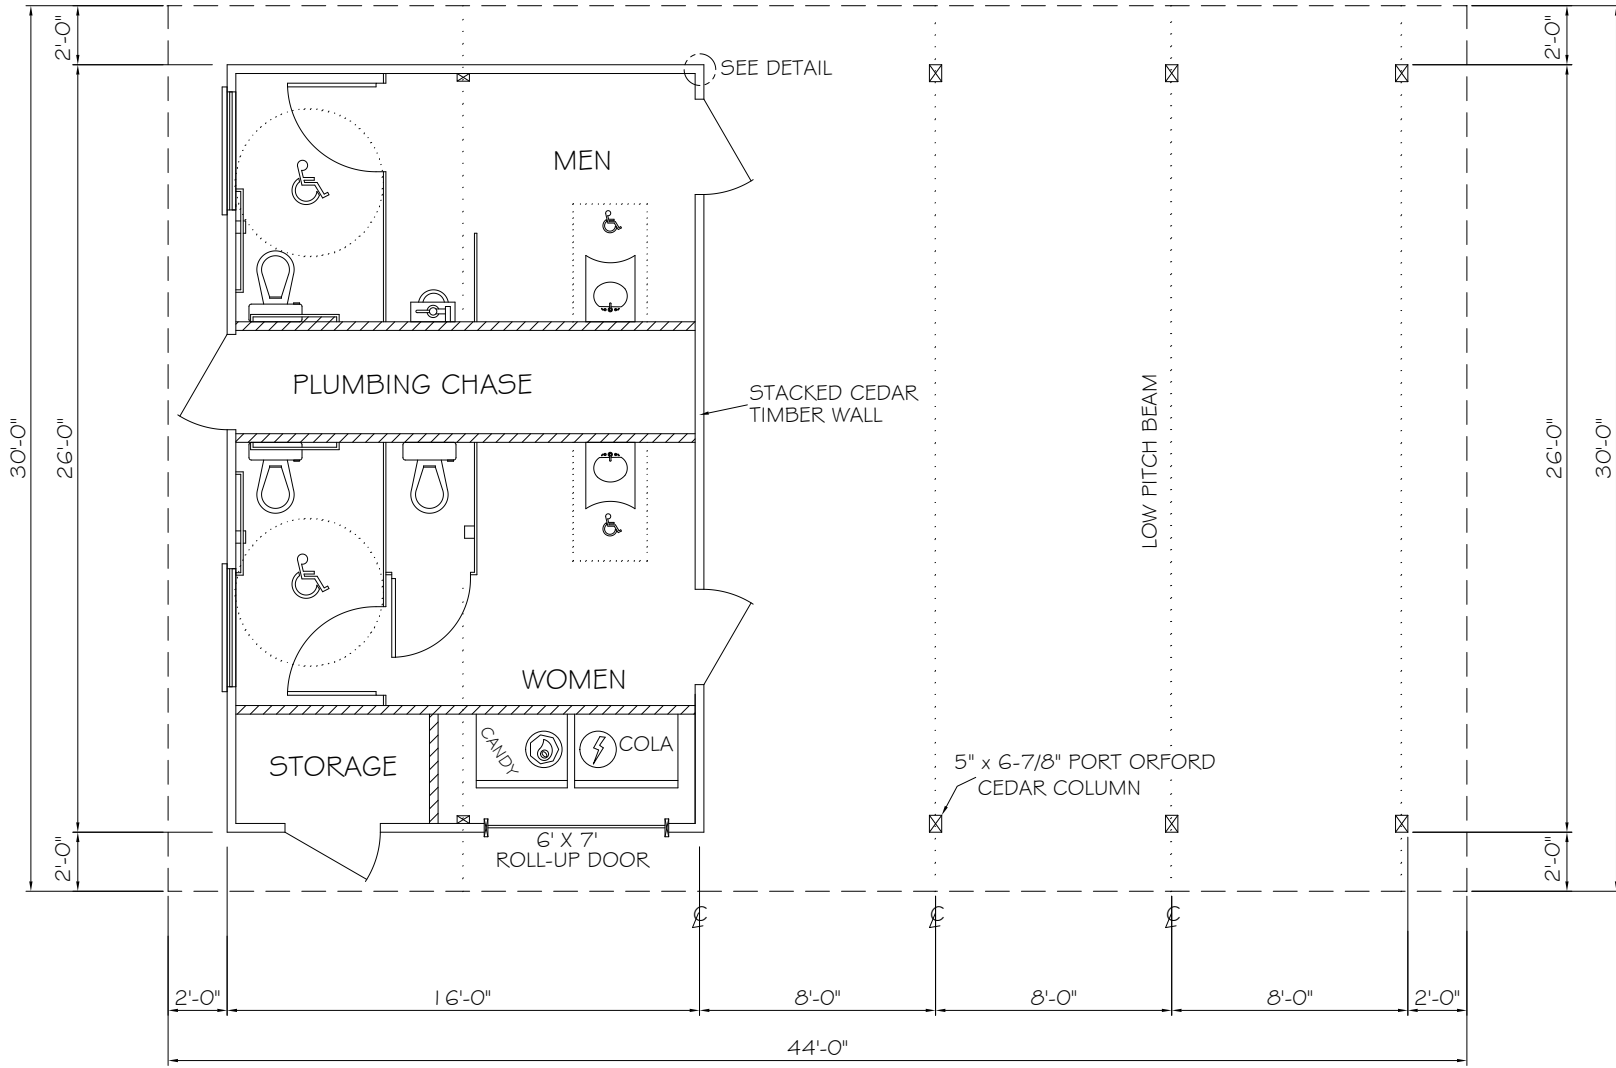 2'-0"
2'-0"
SEE DETAIL
MEN
PLUMBING CHASE
STACKED CEDAR
TIMBER WALL
30'-0"
26'-0"
LOW PITCH BEAM
26'-0"
30'-0"
WOMEN
STORAGE
CANDY
COLA
5" x 6-7/8" PORT ORFORD
CEDAR COLUMN
6' X 7'
ROLL-UP DOOR
2'-0"
2'-0"
℄
℄
℄
2'-0"
16'-0"
8'-0"
8'-0"
8'-0"
2'-0"
44'-0"